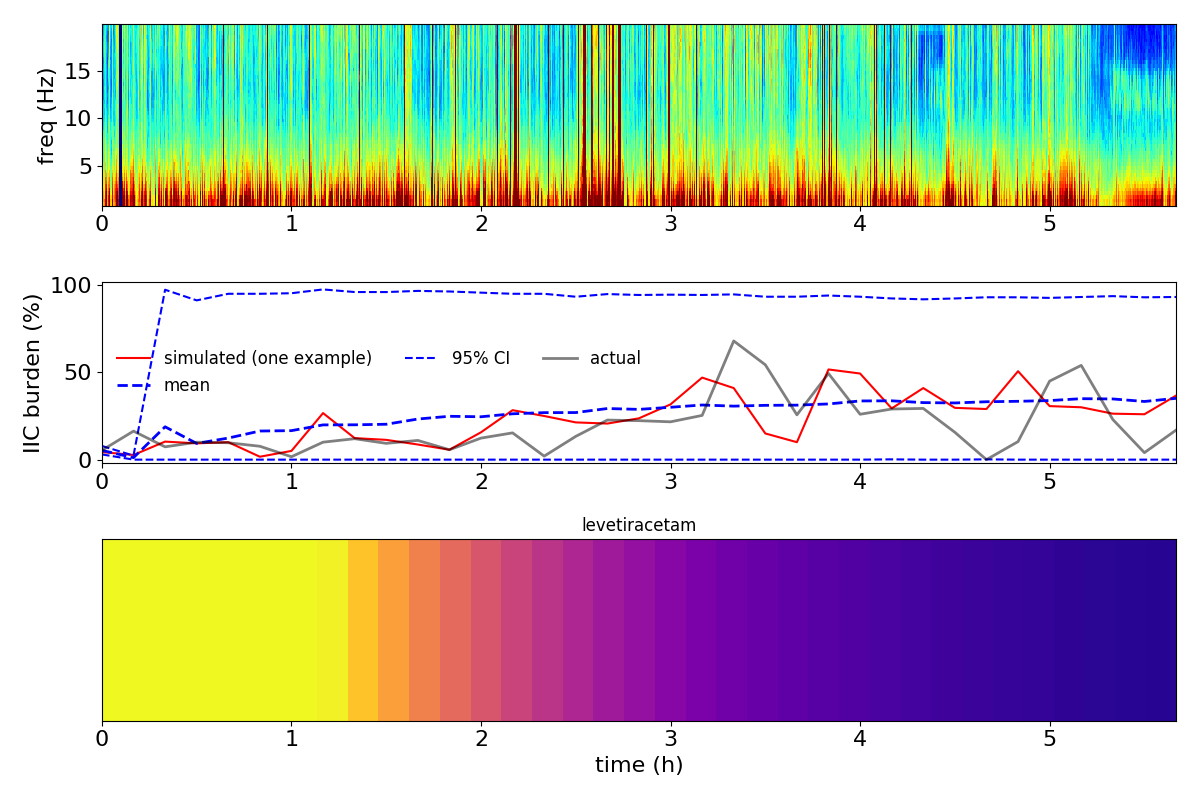 15
10
5
freq (Hz)
0 1 2 3 4 5
100
50
0
IIC burden (%)
simulated (one example) 95% CI actual
mean
0 1 2 3 4 5
levetiracetam
0 1 2 3 4 5
time (h)